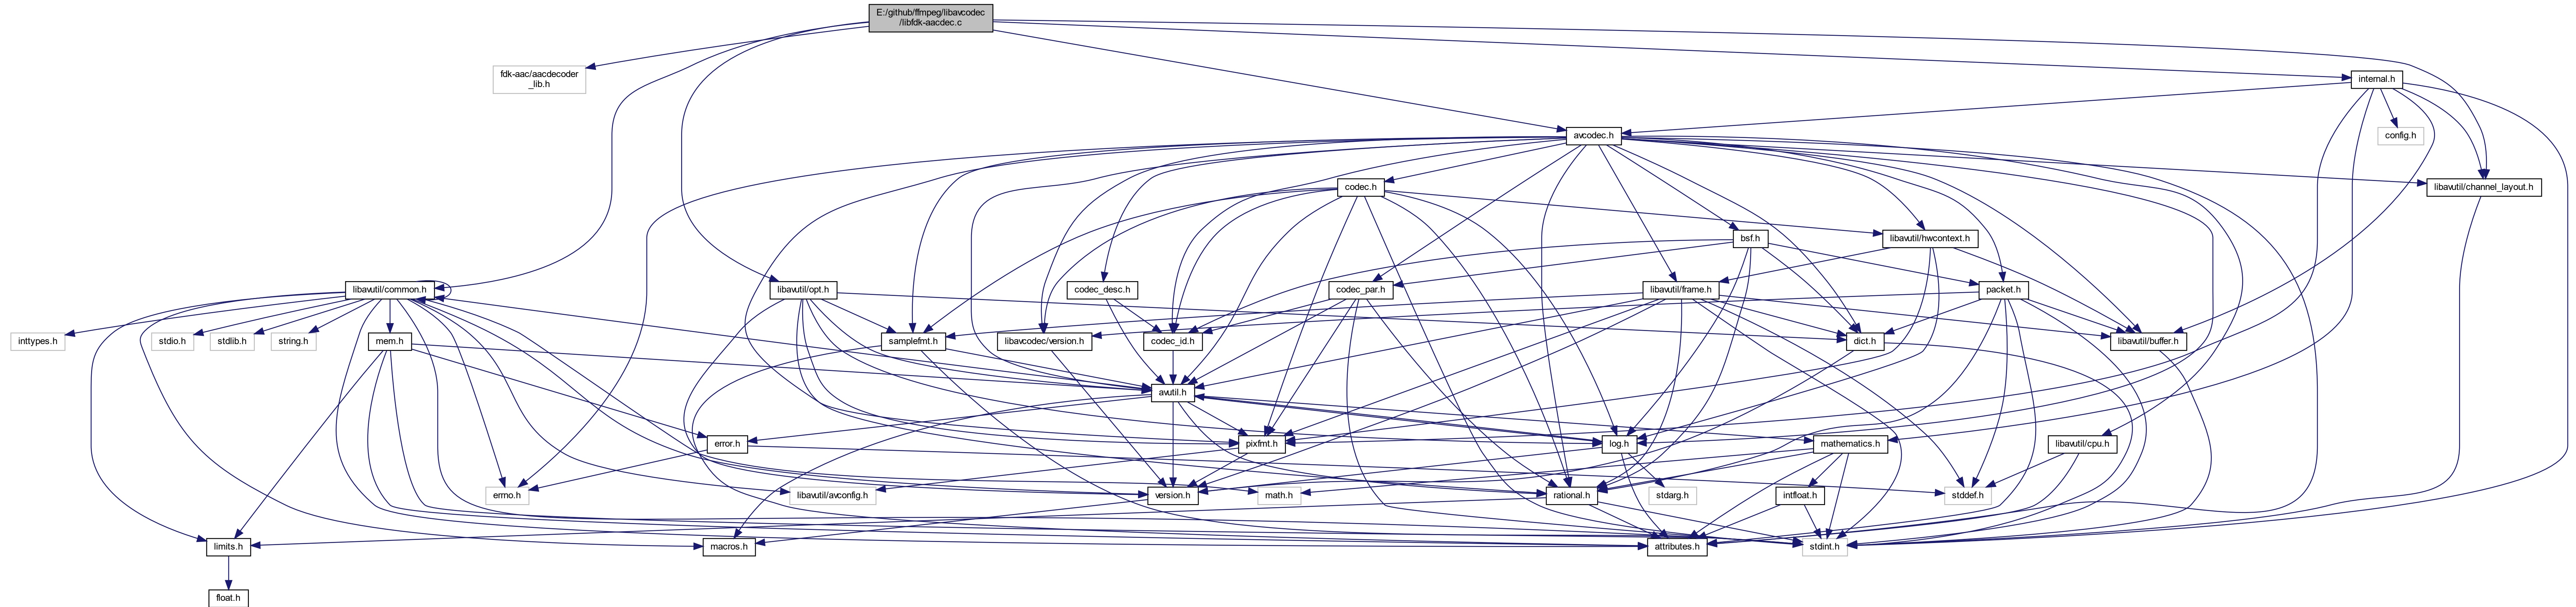 E:/github/ffmpeg/libavcodec
/libfdk-aacdec.c
fdk-aac/aacdecoder
_lib.h
internal.h
avcodec.h
config.h
codec.h
libavutil/channel_layout.h
bsf.h
libavutil/hwcontext.h
libavutil/common.h
libavutil/opt.h
codec_desc.h
codec_par.h
libavutil/frame.h
packet.h
inttypes.h
stdio.h
stdlib.h
string.h
mem.h
samplefmt.h
libavcodec/version.h
codec_id.h
dict.h
libavutil/buffer.h
avutil.h
error.h
pixfmt.h
log.h
mathematics.h
libavutil/cpu.h
errno.h
libavutil/avconfig.h
version.h
math.h
rational.h
stdarg.h
intfloat.h
stddef.h
limits.h
macros.h
attributes.h
stdint.h
float.h